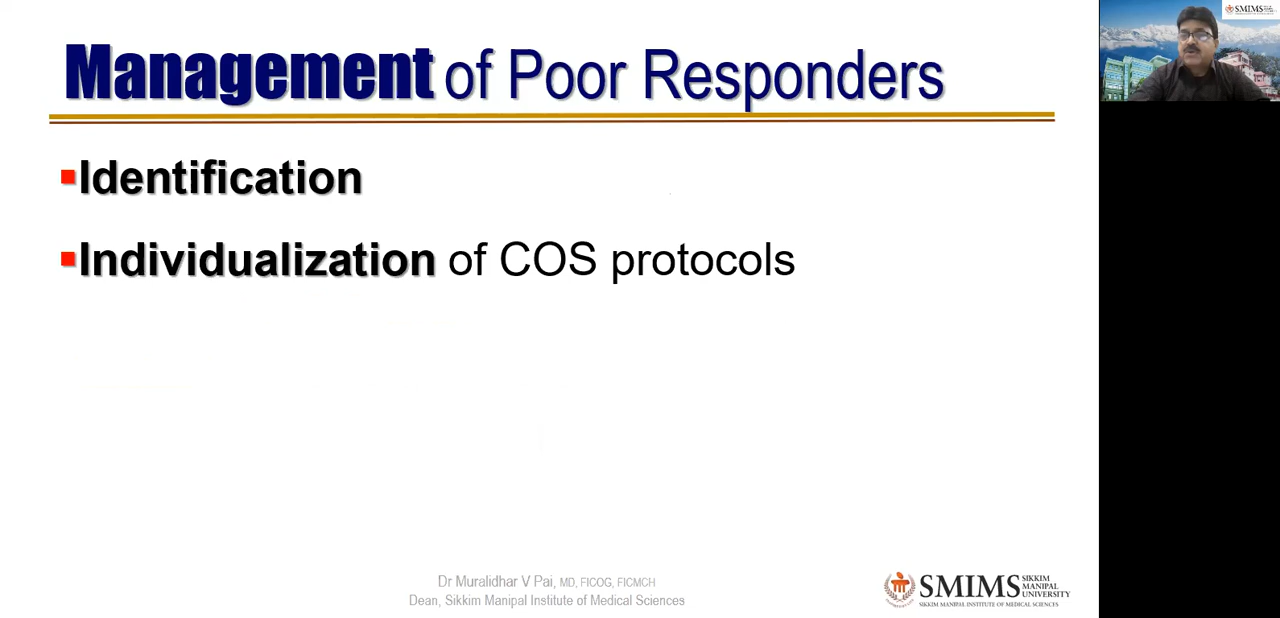 Management of Poor Responders
Identification
Individualization of COS protocols
Dr Muralidhar V Pai, MD, FICOG, FICMCH
Dean, Sikkim Manipal Institute of Medical Sciences
SMIMS
SIKKIM
MANIPAL
UNIVERSITY
SIKKIM MANIPAL INSTITUTE OF MEDICAL SCIENCES
SMIMS